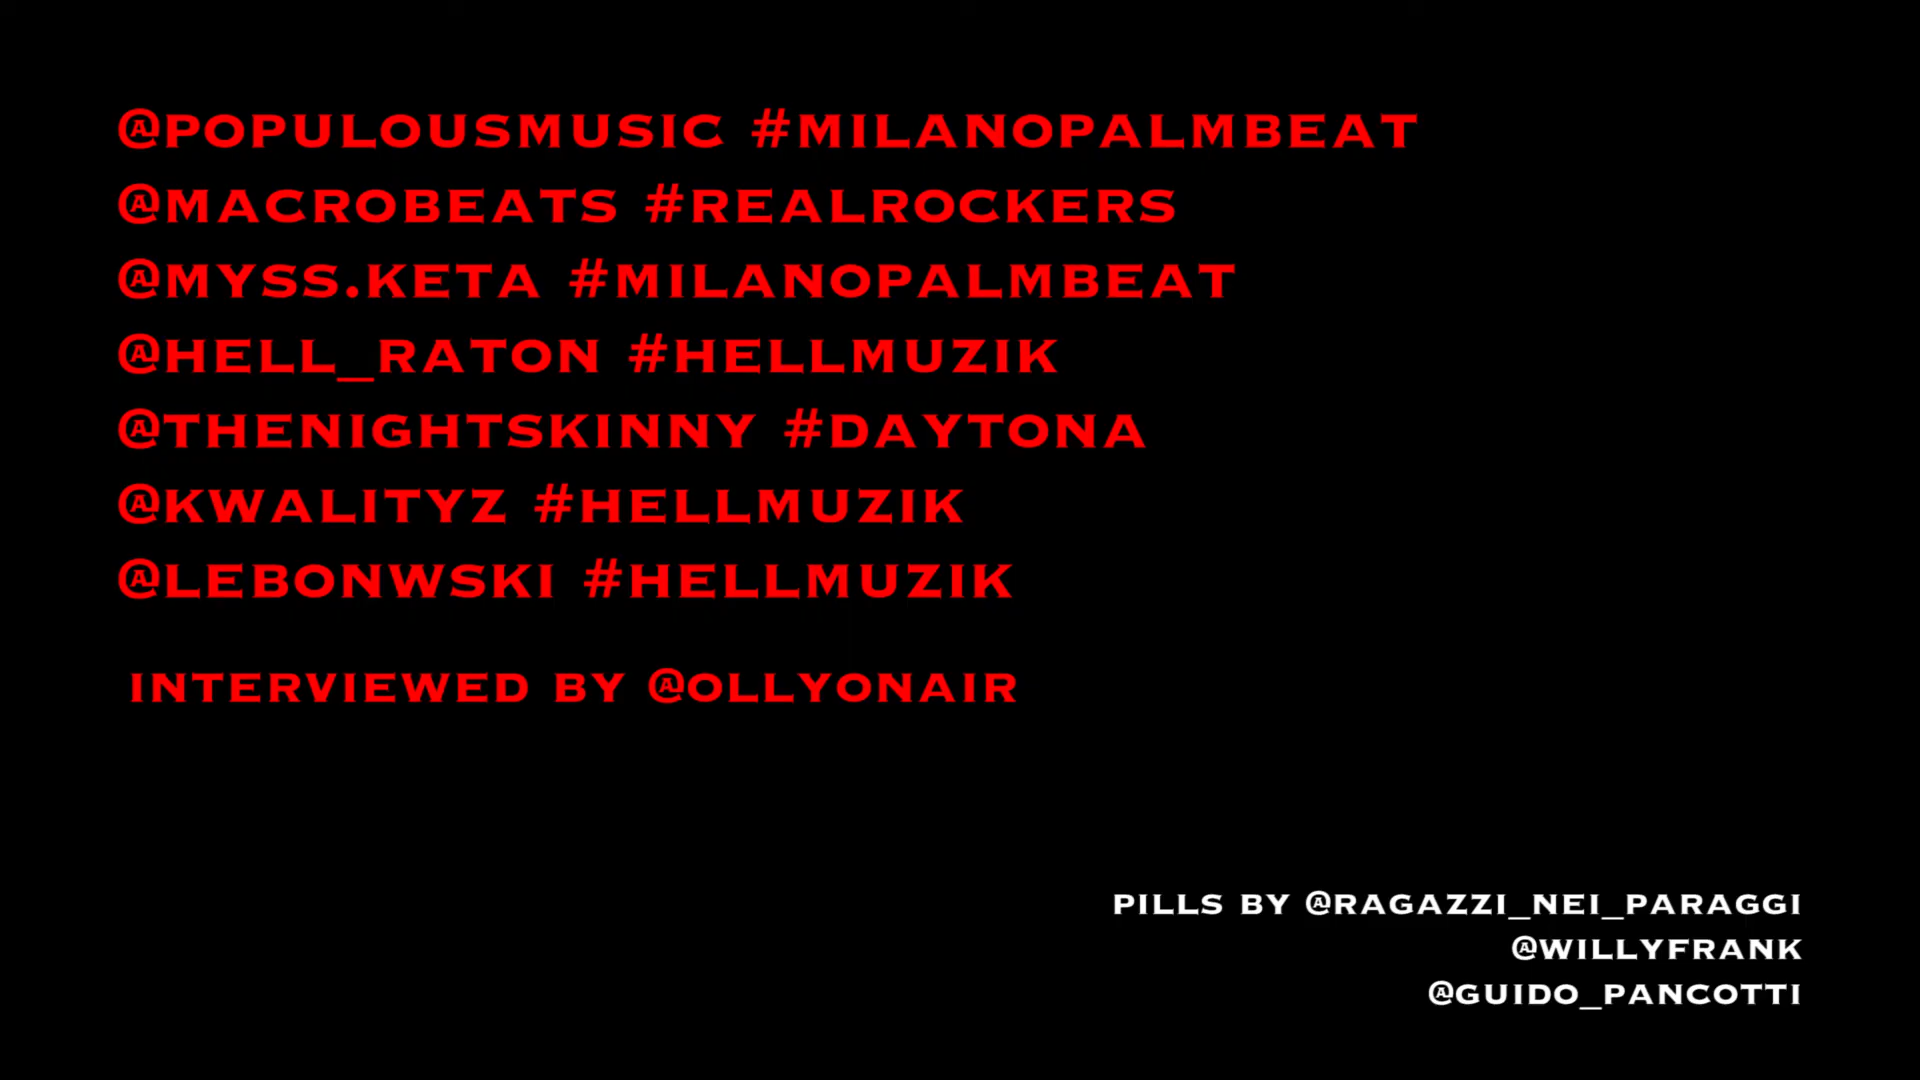 @POPULOUSMUSIC #MILANOPALMBEAT
@MACROBEATS #REALROCKERS
@MYSS.KETA #MILANOPALMBEAT
@HELL_RATON #HELLMUZIK
@THENIGHTSKINNY #DAYTONA
@KWALITYZ #HELLMUZIK
@LEBONWSKI #HELLMUZIK
INTERVIEWED BY @OLLYONAIR
PILLS BY @RAGAZZI_NEI_PARAGGI
@WILLYFRANK
@GUIDO_PANCOTTI